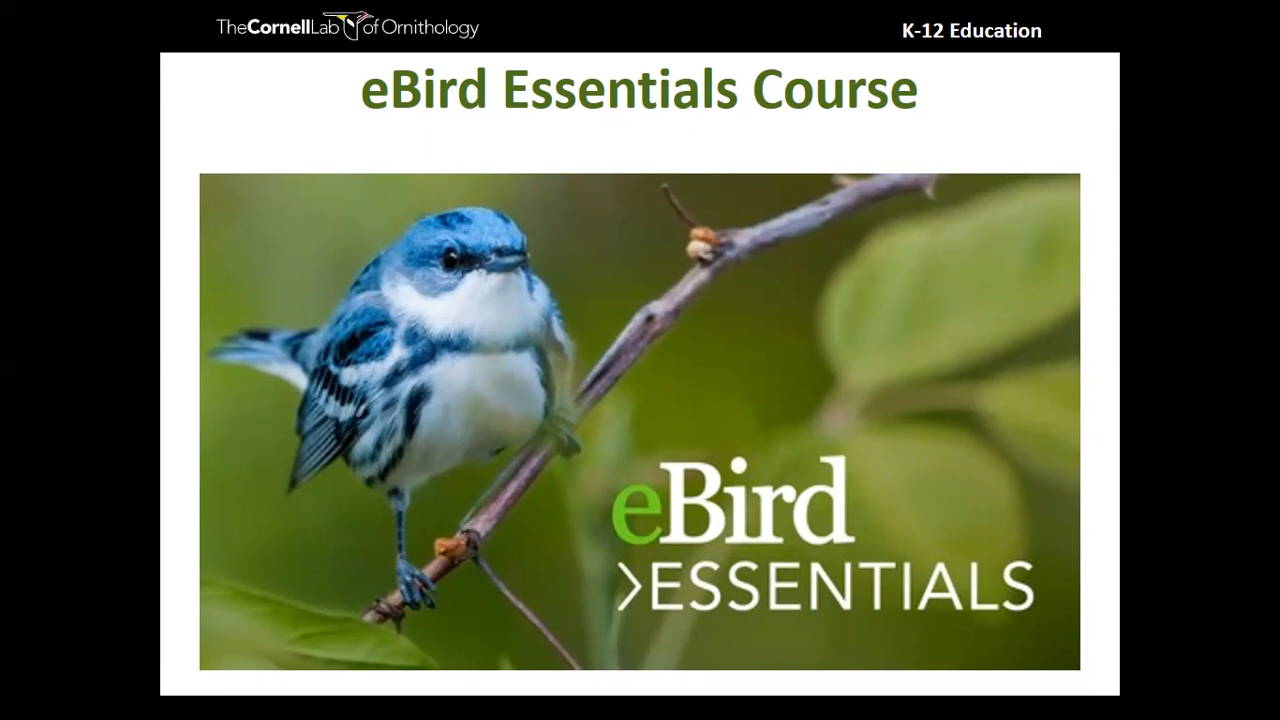 TheCornellLab of Ornithology
K-12 Education
eBird Essentials Course
eBird
>ESSENTIALS